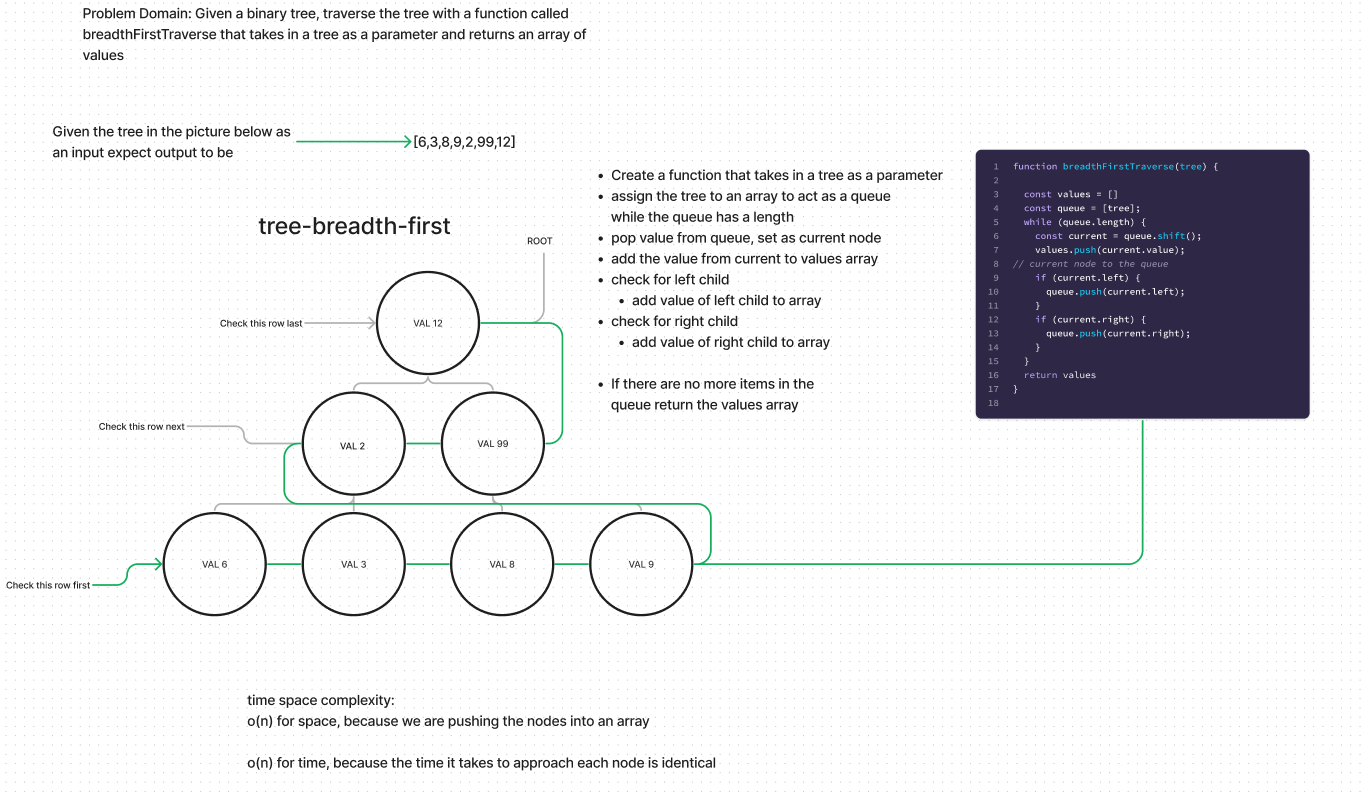 Problem Domain: Given a binary tree, traverse the tree with a function called
breadthFirstTraverse that takes in a tree as a parameter and returns an array of
values
Given the tree in the picture below as
an input expect output to be
[6,3,8,9,2,99,12]
• Create a function that takes in a tree as a parameter
• assign the tree to an array to act as a queue
while the queue has a length
• pop value from queue, set as current node
• add the value from current to values array
• check for left child
• add value of left child to array
• check for right child
• add value of right child to array
• If there are no more items in the
queue return the values array
tree-breadth-first
ROOT
Check this row last
VAL 12
Check this row next
VAL 2
VAL 99
VAL 6
VAL 3
VAL 8
VAL 9
Check this row first
1 function breadthFirstTraverse(tree) {
2
3 const values = []
4 const queue = [tree];
5 while (queue.length) {
6 const current = queue.shift();
7 values.push(current.value);
8 // current node to the queue
9 if (current.left) {
10 queue.push(current.left);
11 }
12 if (current.right) {
13 queue.push(current.right);
14 }
15 }
16 return values
17 }
18
time space complexity:
o(n) for space, because we are pushing the nodes into an array
o(n) for time, because the time it takes to approach each node is identical